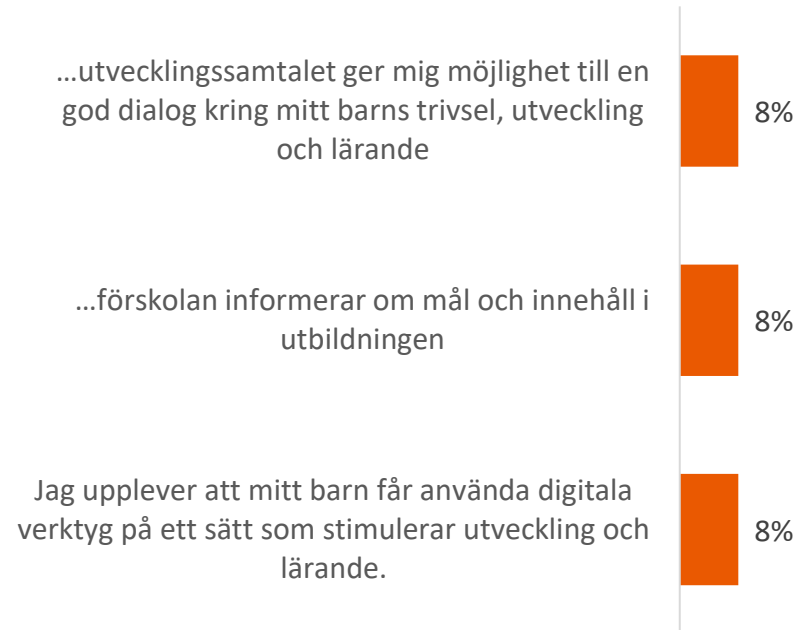 ...utvecklingssamtalet ger mig möjlighet till en
god dialog kring mitt barns trivsel, utveckling
och lärande
8%
...förskolan informerar om mål och innehåll i
utbildningen
8%
Jag upplever att mitt barn får använda digitala
verktyg på ett sätt som stimulerar utveckling och
lärande.
8%